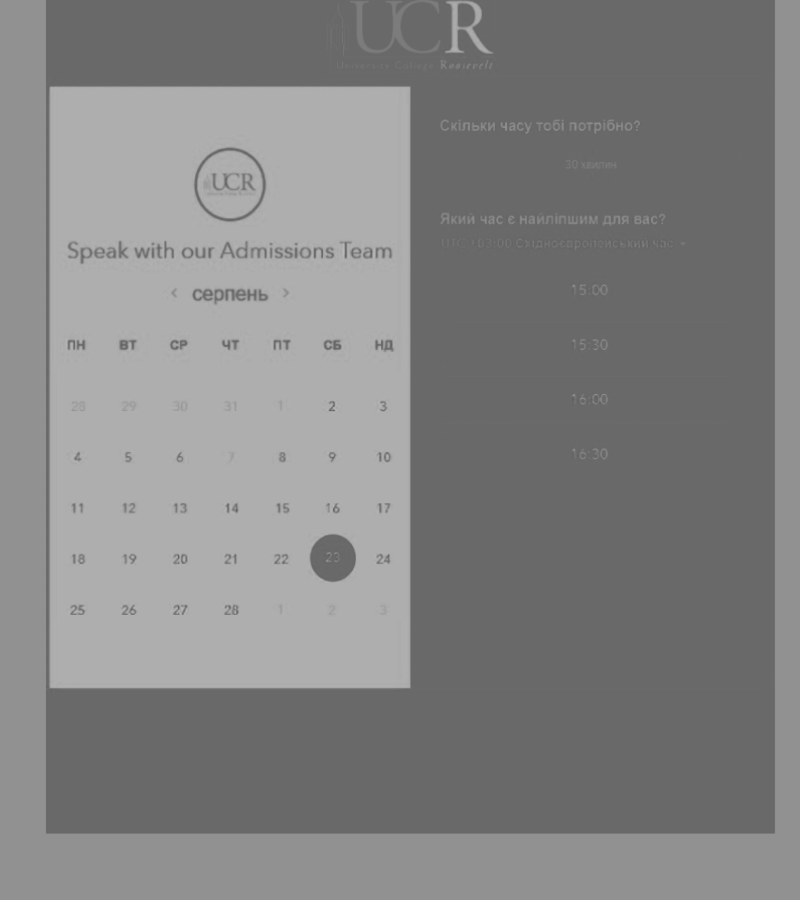 UCR
University College Roosevelt
UCR
Speak with our Admissions Team
‹ серпень ›
ПН ВТ СР ЧТ ПТ СБ НД
28 29 30 31 1 2 3
4 5 6 7 8 9 10
11 12 13 14 15 16 17
18 19 20 21 22 23 24
25 26 27 28 1 2 3
Скільки часу тобі потрібно?
30 хвилин
Який час є найліпшим для вас?
UTC +03:00 Східноєвропейський час
15:00
15:30
16:00
16:30